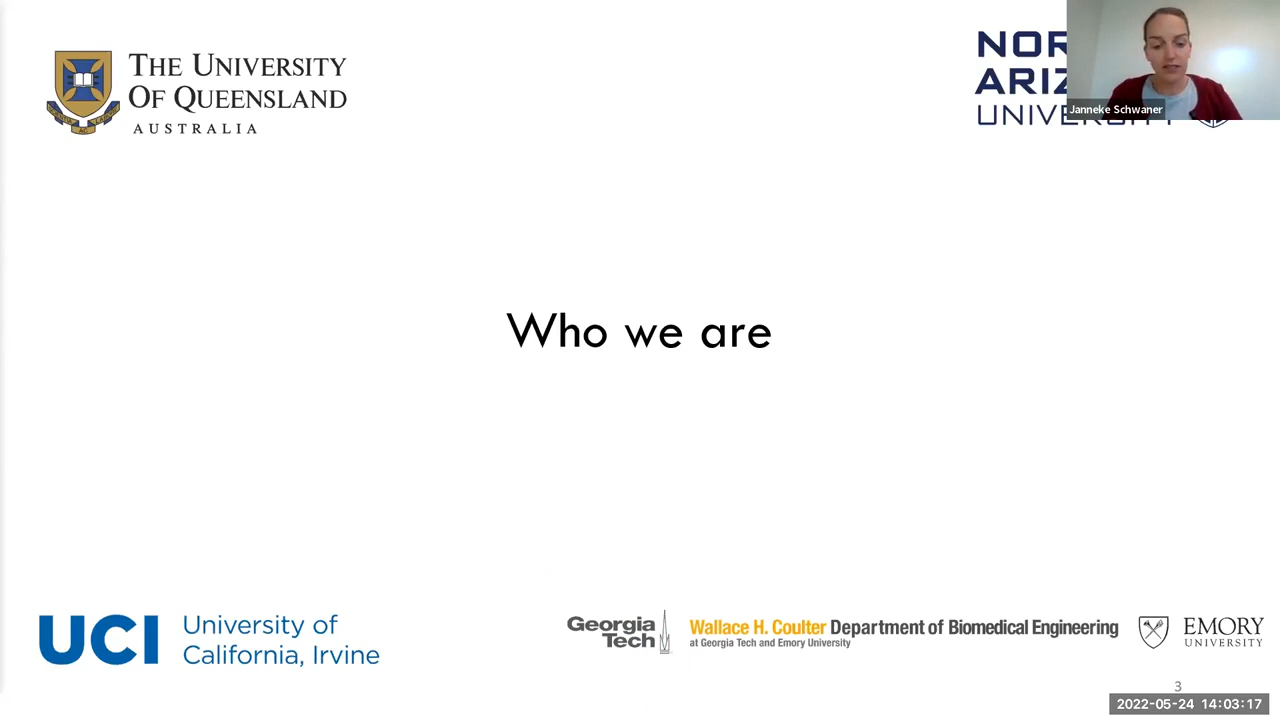 THE UNIVERSITY
OF QUEENSLAND
AUSTRALIA
NOR
ARIZ
UNIVERSITY
Janneke Schwaner
Who we are
UCI
University of
California, Irvine
Georgia
Tech
Wallace H. Coulter Department of Biomedical Engineering
at Georgia Tech and Emory University
EMORY
UNIVERSITY
3
2022-05-24 14:03:17